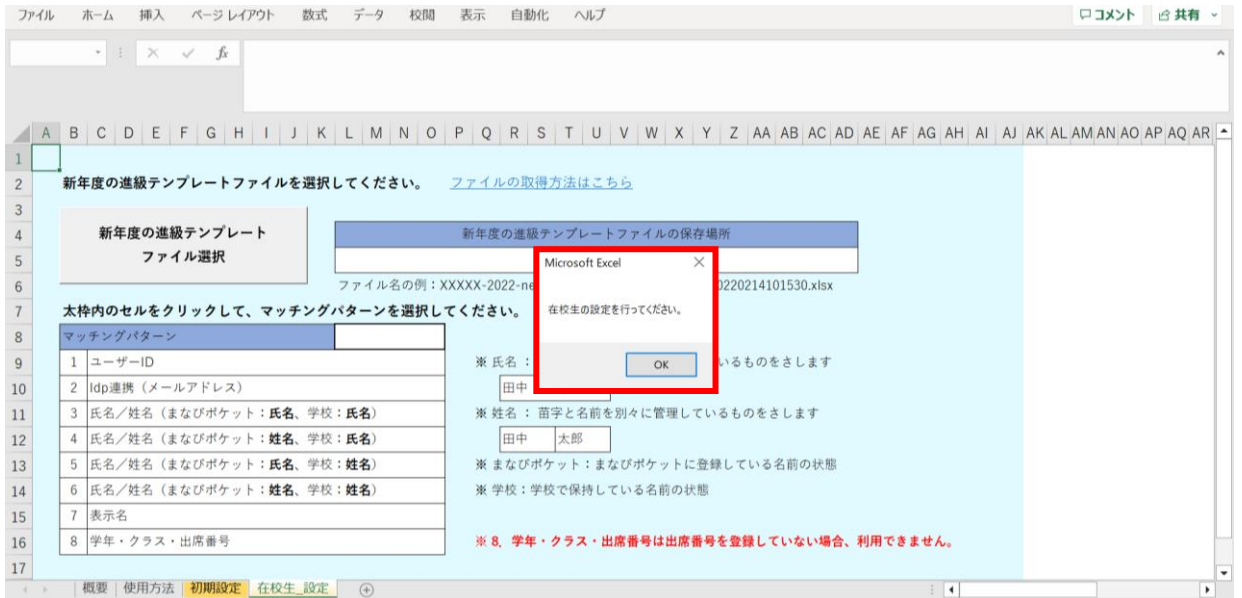 ファイル ホーム 挿入 ページ レイアウト 数式 データ 校閲 表示 自動化 ヘルプ コメント 共有
fx
A B C D E F G H I J K L M N O P Q R S T U V W X Y Z AA AB AC AD AE AF AG AH AI AJ AK AL AM AN AO AP AQ AR
1
2 新年度の進級テンプレートファイルを選択してください。 ファイルの取得方法はこちら
3
4 新年度の進級テンプレート 新年度の進級テンプレートファイルの保存場所
5 ファイル選択
Microsoft Excel
6 ファイル名の例:XXXXX-2022-ne 0220214101530.xlsx
在校生の設定を行ってください。
7 太枠内のセルをクリックして、マッチングパターンを選択してください。
8 マッチングパターン
9 1 ユーザーID ※ 氏名: いるものをさします
OK
10 2 Idp連携(メールアドレス) 田中
11 3 氏名/姓名(まなびポケット:氏名、学校:氏名) ※ 姓名: 苗字と名前を別々に管理しているものをさします
12 4 氏名/姓名(まなびポケット:姓名、学校:氏名) 田中 太郎
13 5 氏名/姓名(まなびポケット:氏名、学校:姓名) ※ まなびポケット:まなびポケットに登録している名前の状態
14 6 氏名/姓名(まなびポケット:姓名、学校:姓名) ※ 学校:学校で保持している名前の状態
15 7 表示名
16 8 学年・クラス・出席番号 ※ 8. 学年・クラス・出席番号は出席番号を登録していない場合、利用できません。
17
概要 使用方法 初期設定 在校生_設定